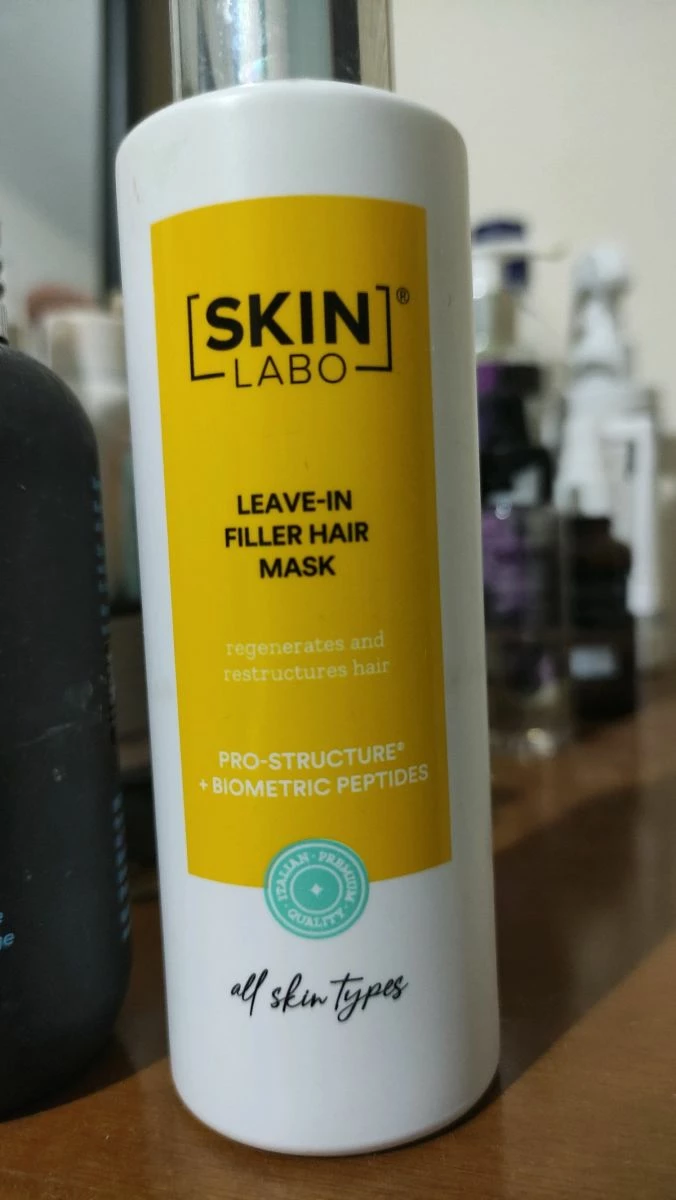 [SKIN]®
LABO
LEAVE-IN
FILLER HAIR
MASK
regenerates and
restructures hair
PRO-STRUCTURE®
+ BIOMETRIC PEPTIDES
ITALIAN · PREMIUM · QUALITY ·
all skin types